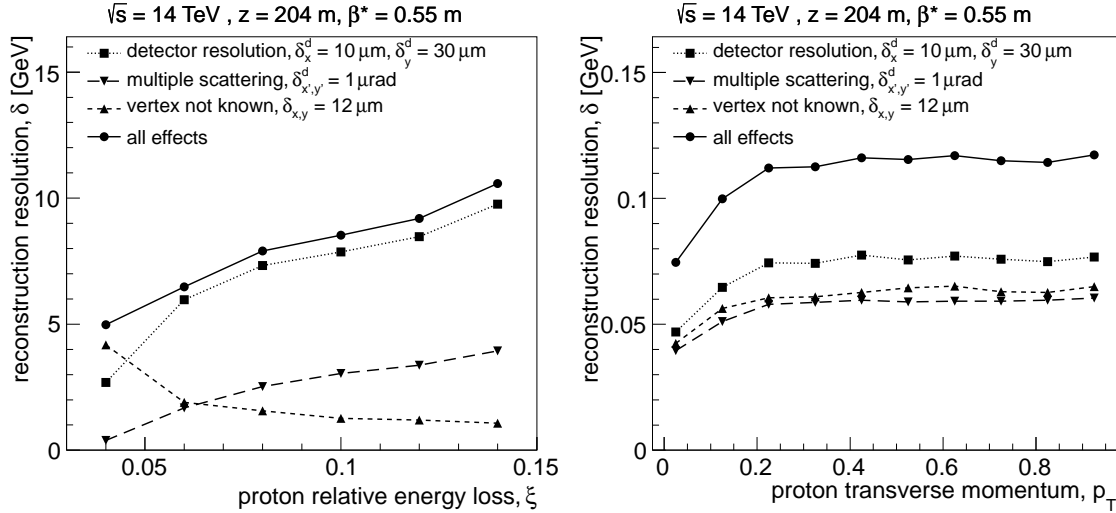 √s = 14 TeV , z = 204 m, β* = 0.55 m
reconstruction resolution, δ [GeV]
15
10
5
0
detector resolution, δ_x^d = 10 μm, δ_y^d = 30 μm
multiple scattering, δ_{x',y'}^d = 1 μrad
vertex not known, δ_{x,y} = 12 μm
all effects
0.05
0.1
0.15
proton relative energy loss, ξ
√s = 14 TeV , z = 204 m, β* = 0.55 m
reconstruction resolution, δ [GeV]
0.15
0.1
0.05
0
detector resolution, δ_x^d = 10 μm, δ_y^d = 30 μm
multiple scattering, δ_{x',y'}^d = 1 μrad
vertex not known, δ_{x,y} = 12 μm
all effects
0
0.2
0.4
0.6
0.8
proton transverse momentum, p_T